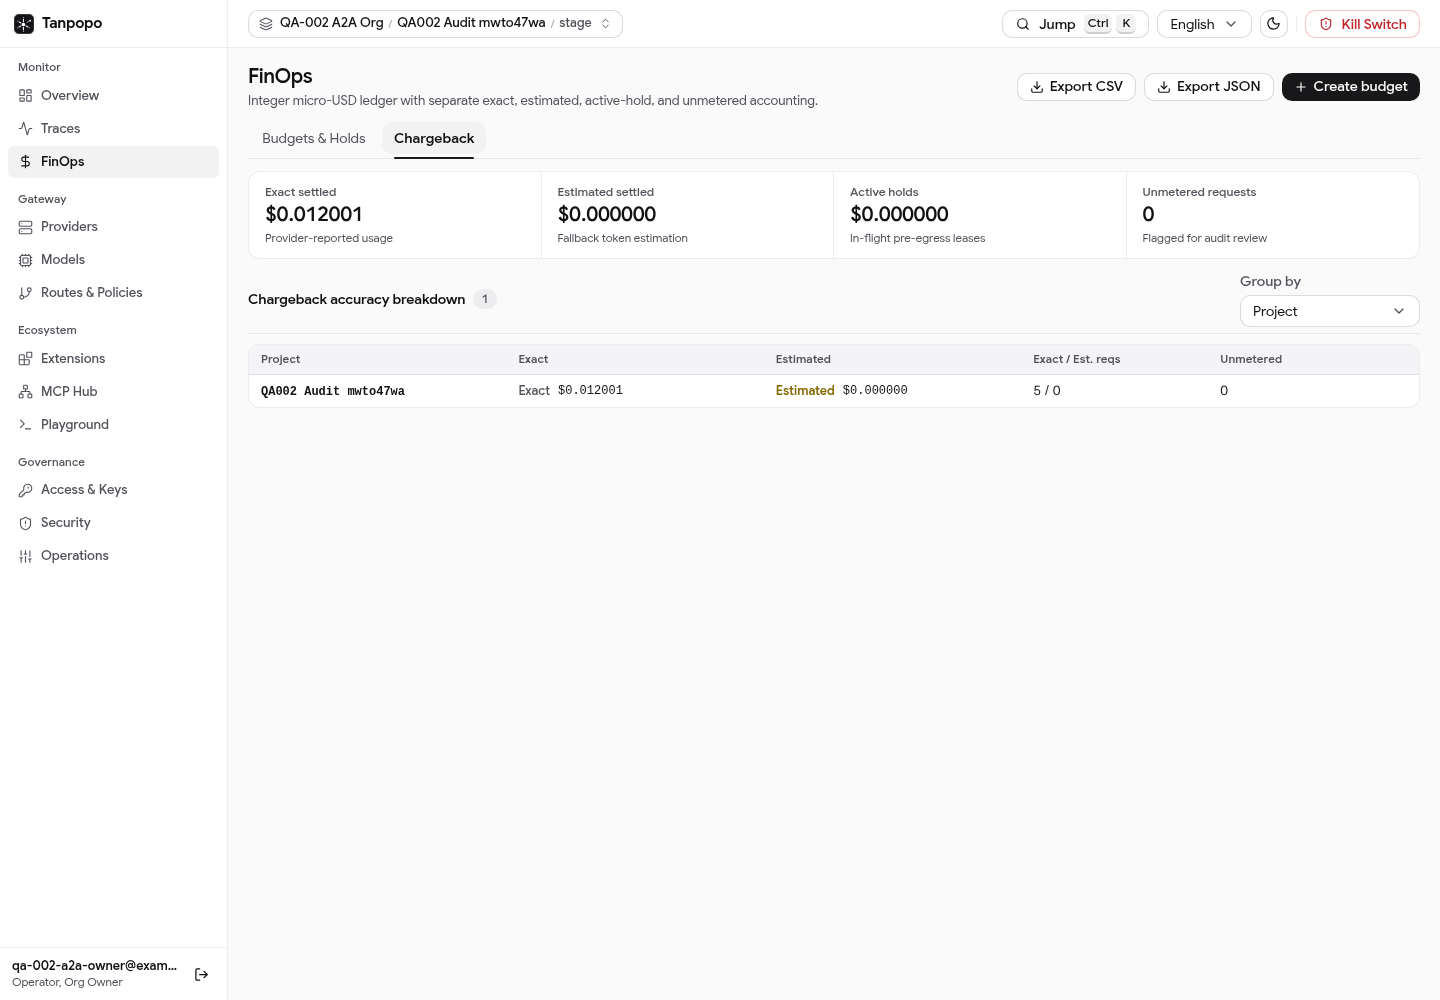 Tanpopo
QA-002 A2A Org / QA002 Audit mwto47wa / stage
Jump Ctrl K
English
Kill Switch
Monitor
Overview
Traces
FinOps
Gateway
Providers
Models
Routes & Policies
Ecosystem
Extensions
MCP Hub
Playground
Governance
Access & Keys
Security
Operations
qa-002-a2a-owner@exam...
Operator, Org Owner
FinOps
Integer micro-USD ledger with separate exact, estimated, active-hold, and unmetered accounting.
Export CSV
Export JSON
Create budget
Budgets & Holds
Chargeback
Exact settled
$0.012001
Provider-reported usage
Estimated settled
$0.000000
Fallback token estimation
Active holds
$0.000000
In-flight pre-egress leases
Unmetered requests
0
Flagged for audit review
Chargeback accuracy breakdown 1
Group by
Project
Project Exact Estimated Exact / Est. reqs Unmetered
QA002 Audit mwto47wa Exact $0.012001 Estimated $0.000000 5 / 0 0